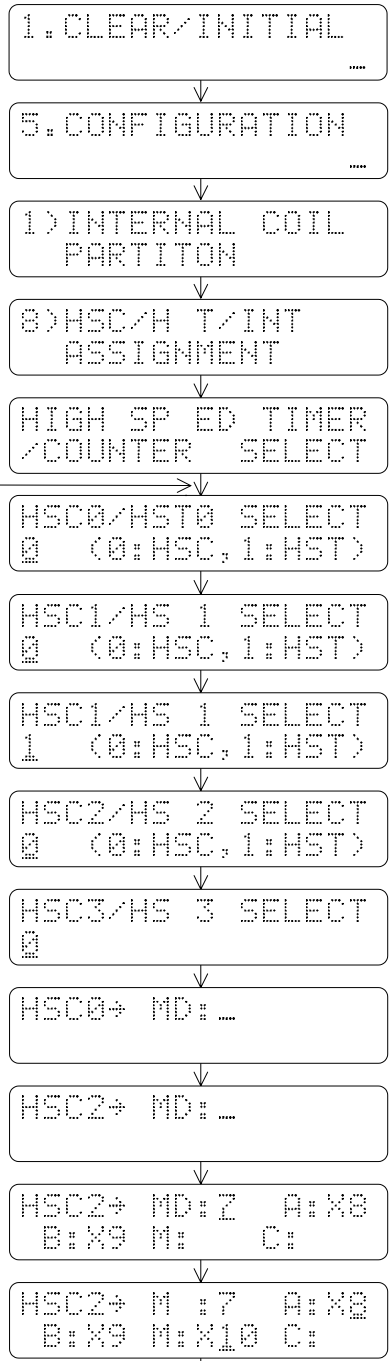 1.CLEAR/INITIAL
5.CONFIGURATION
1)INTERNAL COIL
PARTITON
8)HSC/H T/INT
ASSIGNMENT
HIGH SP ED TIMER
/COUNTER SELECT
HSC0/HST0 SELECT
0 (0:HSC,1:HST)
HSC1/HS 1 SELECT
0 (0:HSC,1:HST)
HSC1/HS 1 SELECT
1 (0:HSC,1:HST)
HSC2/HS 2 SELECT
0 (0:HSC,1:HST)
HSC3/HS 3 SELECT
0
HSC0→ MD:_
HSC2→ MD:_
HSC2→ MD:7 A:X8
B:X9 M: C:
HSC2→ M :7 A:X8
B:X9 M:X10 C: